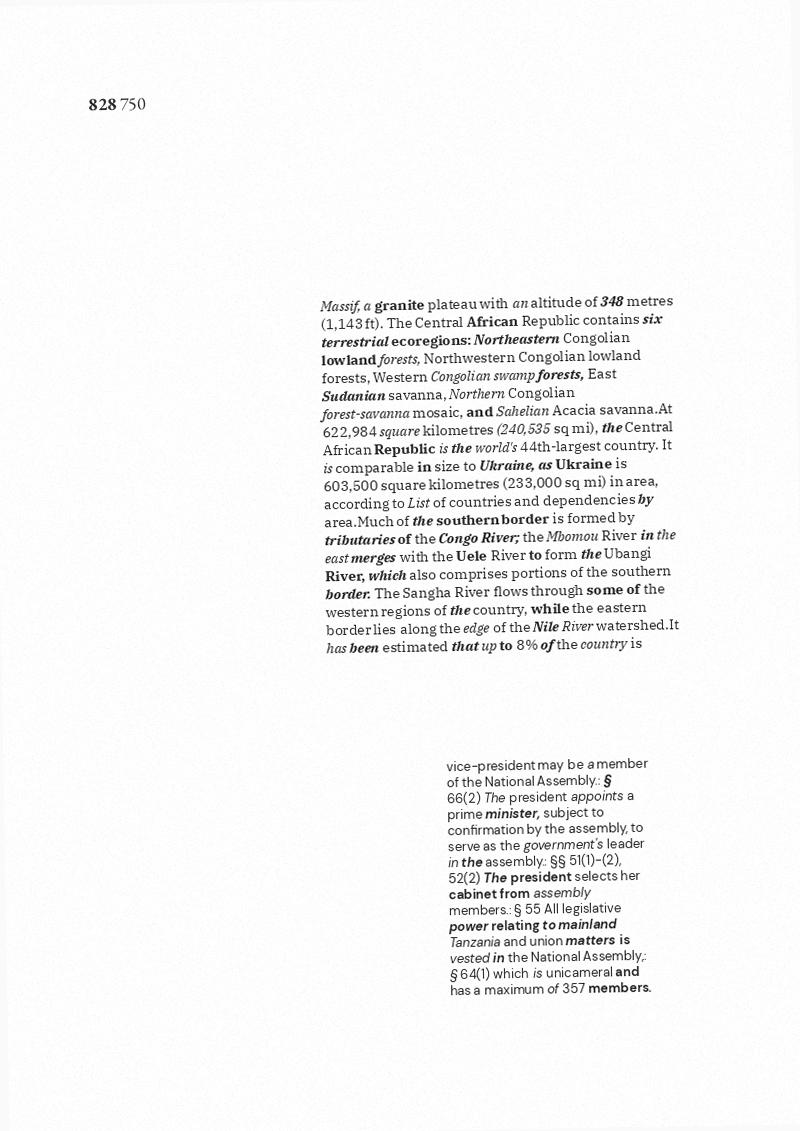 828 750
Massif, a granite plateau with an altitude of 348 metres
(1,143 ft). The Central African Republic contains six
terrestrial ecoregions: Northeastern Congolian
lowland forests, Northwestern Congolian lowland
forests, Western Congolian swamp forests, East
Sudanian savanna, Northern Congolian
forest-savanna mosaic, and Sahelian Acacia savanna.At
622,984 square kilometres (240,535 sq mi), the Central
African Republic is the world's 44th-largest country. It
is comparable in size to Ukraine, as Ukraine is
603,500 square kilometres (233,000 sq mi) in area,
according to List of countries and dependencies by
area.Much of the southern border is formed by
tributaries of the Congo River; the Mbomou River in the
east merges with the Uele River to form the Ubangi
River, which also comprises portions of the southern
border. The Sangha River flows through some of the
western regions of the country, while the eastern
border lies along the edge of the Nile River watershed.It
has been estimated that up to 8% of the country is
vice-president may be a member
of the National Assembly.: §
66(2) The president appoints a
prime minister, subject to
confirmation by the assembly, to
serve as the government's leader
in the assembly.: §§ 51(1)–(2),
52(2) The president selects her
cabinet from assembly
members.: § 55 All legislative
power relating to mainland
Tanzania and union matters is
vested in the National Assembly,:
§ 64(1) which is unicameral and
has a maximum of 357 members.